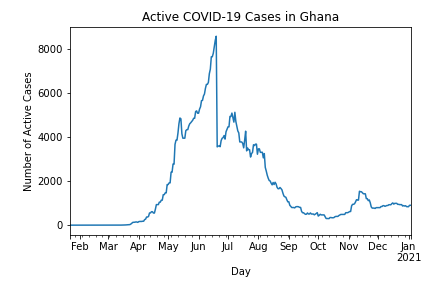 Active COVID-19 Cases in Ghana
Number of Active Cases
8000
6000
4000
2000
0
Feb Mar Apr May Jun Jul Aug Sep Oct Nov Dec Jan
2021
Day